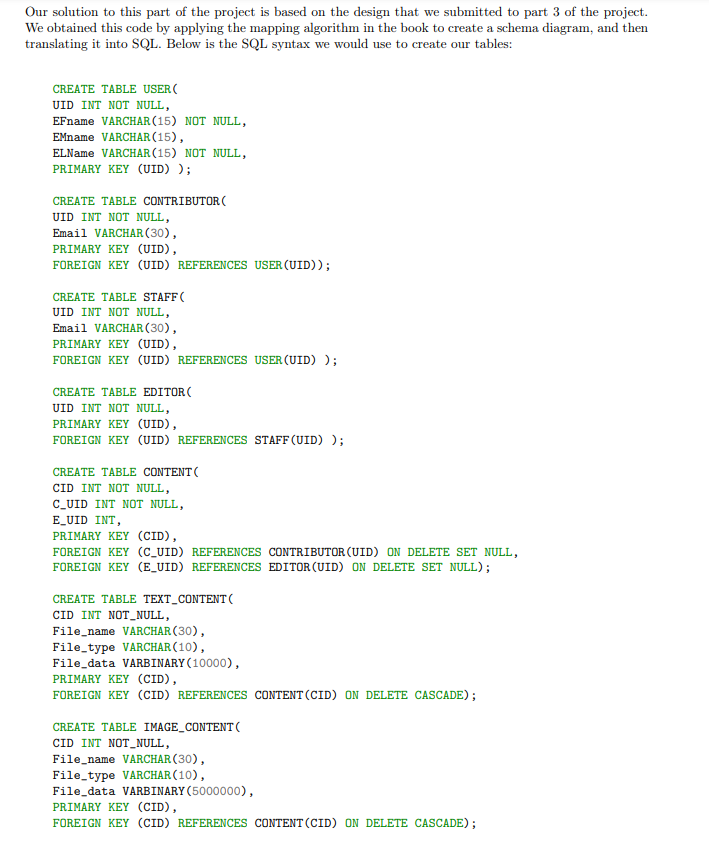 Our solution to this part of the project is based on the design that we submitted to part 3 of the project.
We obtained this code by applying the mapping algorithm in the book to create a schema diagram, and then
translating it into SQL. Below is the SQL syntax we would use to create our tables:
CREATE TABLE USER(
UID INT NOT NULL,
EFname VARCHAR(15) NOT NULL,
EMname VARCHAR(15),
ELName VARCHAR(15) NOT NULL,
PRIMARY KEY (UID) );
CREATE TABLE CONTRIBUTOR(
UID INT NOT NULL,
Email VARCHAR(30),
PRIMARY KEY (UID),
FOREIGN KEY (UID) REFERENCES USER(UID));
CREATE TABLE STAFF(
UID INT NOT NULL,
Email VARCHAR(30),
PRIMARY KEY (UID),
FOREIGN KEY (UID) REFERENCES USER(UID) );
CREATE TABLE EDITOR(
UID INT NOT NULL,
PRIMARY KEY (UID),
FOREIGN KEY (UID) REFERENCES STAFF(UID) );
CREATE TABLE CONTENT(
CID INT NOT NULL,
C_UID INT NOT NULL,
E_UID INT,
PRIMARY KEY (CID),
FOREIGN KEY (C_UID) REFERENCES CONTRIBUTOR(UID) ON DELETE SET NULL,
FOREIGN KEY (E_UID) REFERENCES EDITOR(UID) ON DELETE SET NULL);
CREATE TABLE TEXT_CONTENT(
CID INT NOT_NULL,
File_name VARCHAR(30),
File_type VARCHAR(10),
File_data VARBINARY(10000),
PRIMARY KEY (CID),
FOREIGN KEY (CID) REFERENCES CONTENT(CID) ON DELETE CASCADE);
CREATE TABLE IMAGE_CONTENT(
CID INT NOT_NULL,
File_name VARCHAR(30),
File_type VARCHAR(10),
File_data VARBINARY(5000000),
PRIMARY KEY (CID),
FOREIGN KEY (CID) REFERENCES CONTENT(CID) ON DELETE CASCADE);